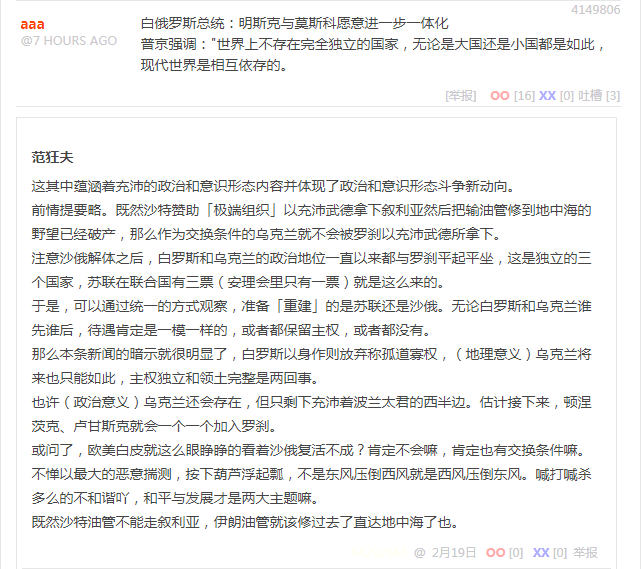 4149806
aaa
@7 HOURS AGO
白俄罗斯总统：明斯克与莫斯科愿意进一步一体化
普京强调："世界上不存在完全独立的国家，无论是大国还是小国都是如此，
现代世界是相互依存的。
[举报] OO [16] XX [0] 吐槽 [3]
范狂夫
这其中蕴涵着充沛的政治和意识形态内容并体现了政治和意识形态斗争新动向。
前情提要略。既然沙特赞助「极端组织」以充沛武德拿下叙利亚然后把输油管修到地中海的
野望已经破产，那么作为交换条件的乌克兰就不会被罗刹以充沛武德所拿下。
注意沙俄解体之后，白罗斯和乌克兰的政治地位一直以来都与罗刹平起平坐，这是独立的三
个国家，苏联在联合国有三票（安理会里只有一票）就是这么来的。
于是，可以通过统一的方式观察，准备「重建」的是苏联还是沙俄。无论白罗斯和乌克兰谁
先谁后，待遇肯定是一模一样的，或者都保留主权，或者都没有。
那么本条新闻的暗示就很明显了，白罗斯以身作则放弃称孤道寡权，（地理意义）乌克兰将
来也只能如此，主权独立和领土完整是两回事。
也许（政治意义）乌克兰还会存在，但只剩下充沛着波兰太君的西半边。估计接下来，顿涅
茨克、卢甘斯克就会一个一个加入罗刹。
或问了，欧美白皮就这么眼睁睁的看着沙俄复活不成？肯定不会嘛，肯定也有交换条件嘛。
不惮以最大的恶意揣测，按下葫芦浮起瓢，不是东风压倒西风就是西风压倒东风。喊打喊杀
多么的不和谐吖，和平与发展才是两大主题嘛。
既然沙特油管不能走叙利亚，伊朗油管就该修过去了直达地中海了也。
@ 2月19日 OO [0] XX [0] 举报